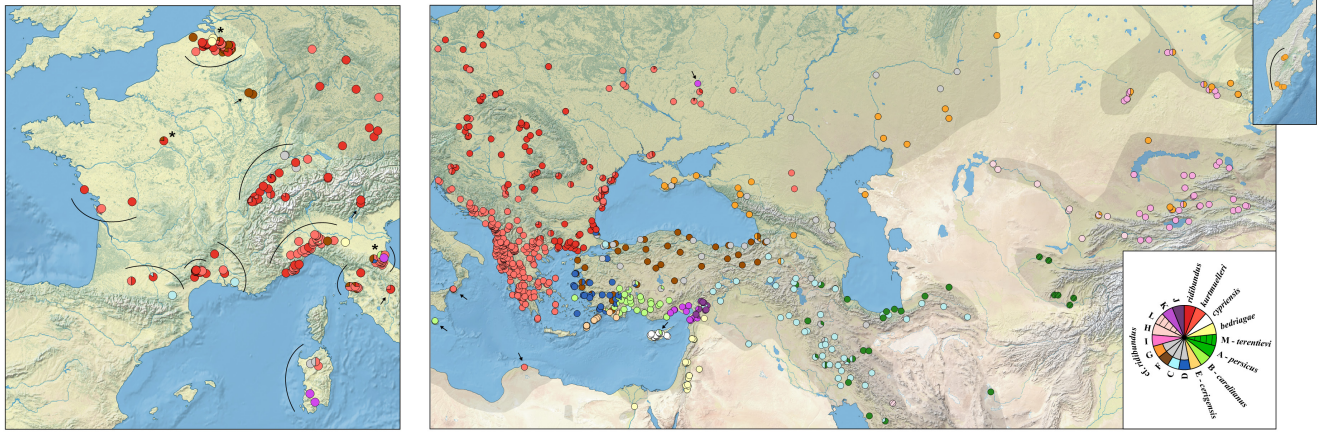 ridibundus
kurtmuelleri
cypriensis
bedriagae
M - terentievi
A - persicus
B - caralitanus
E - cerigensis
D
C
F
G
I
H
L
K
J
cf. ridibundus
*
*
*